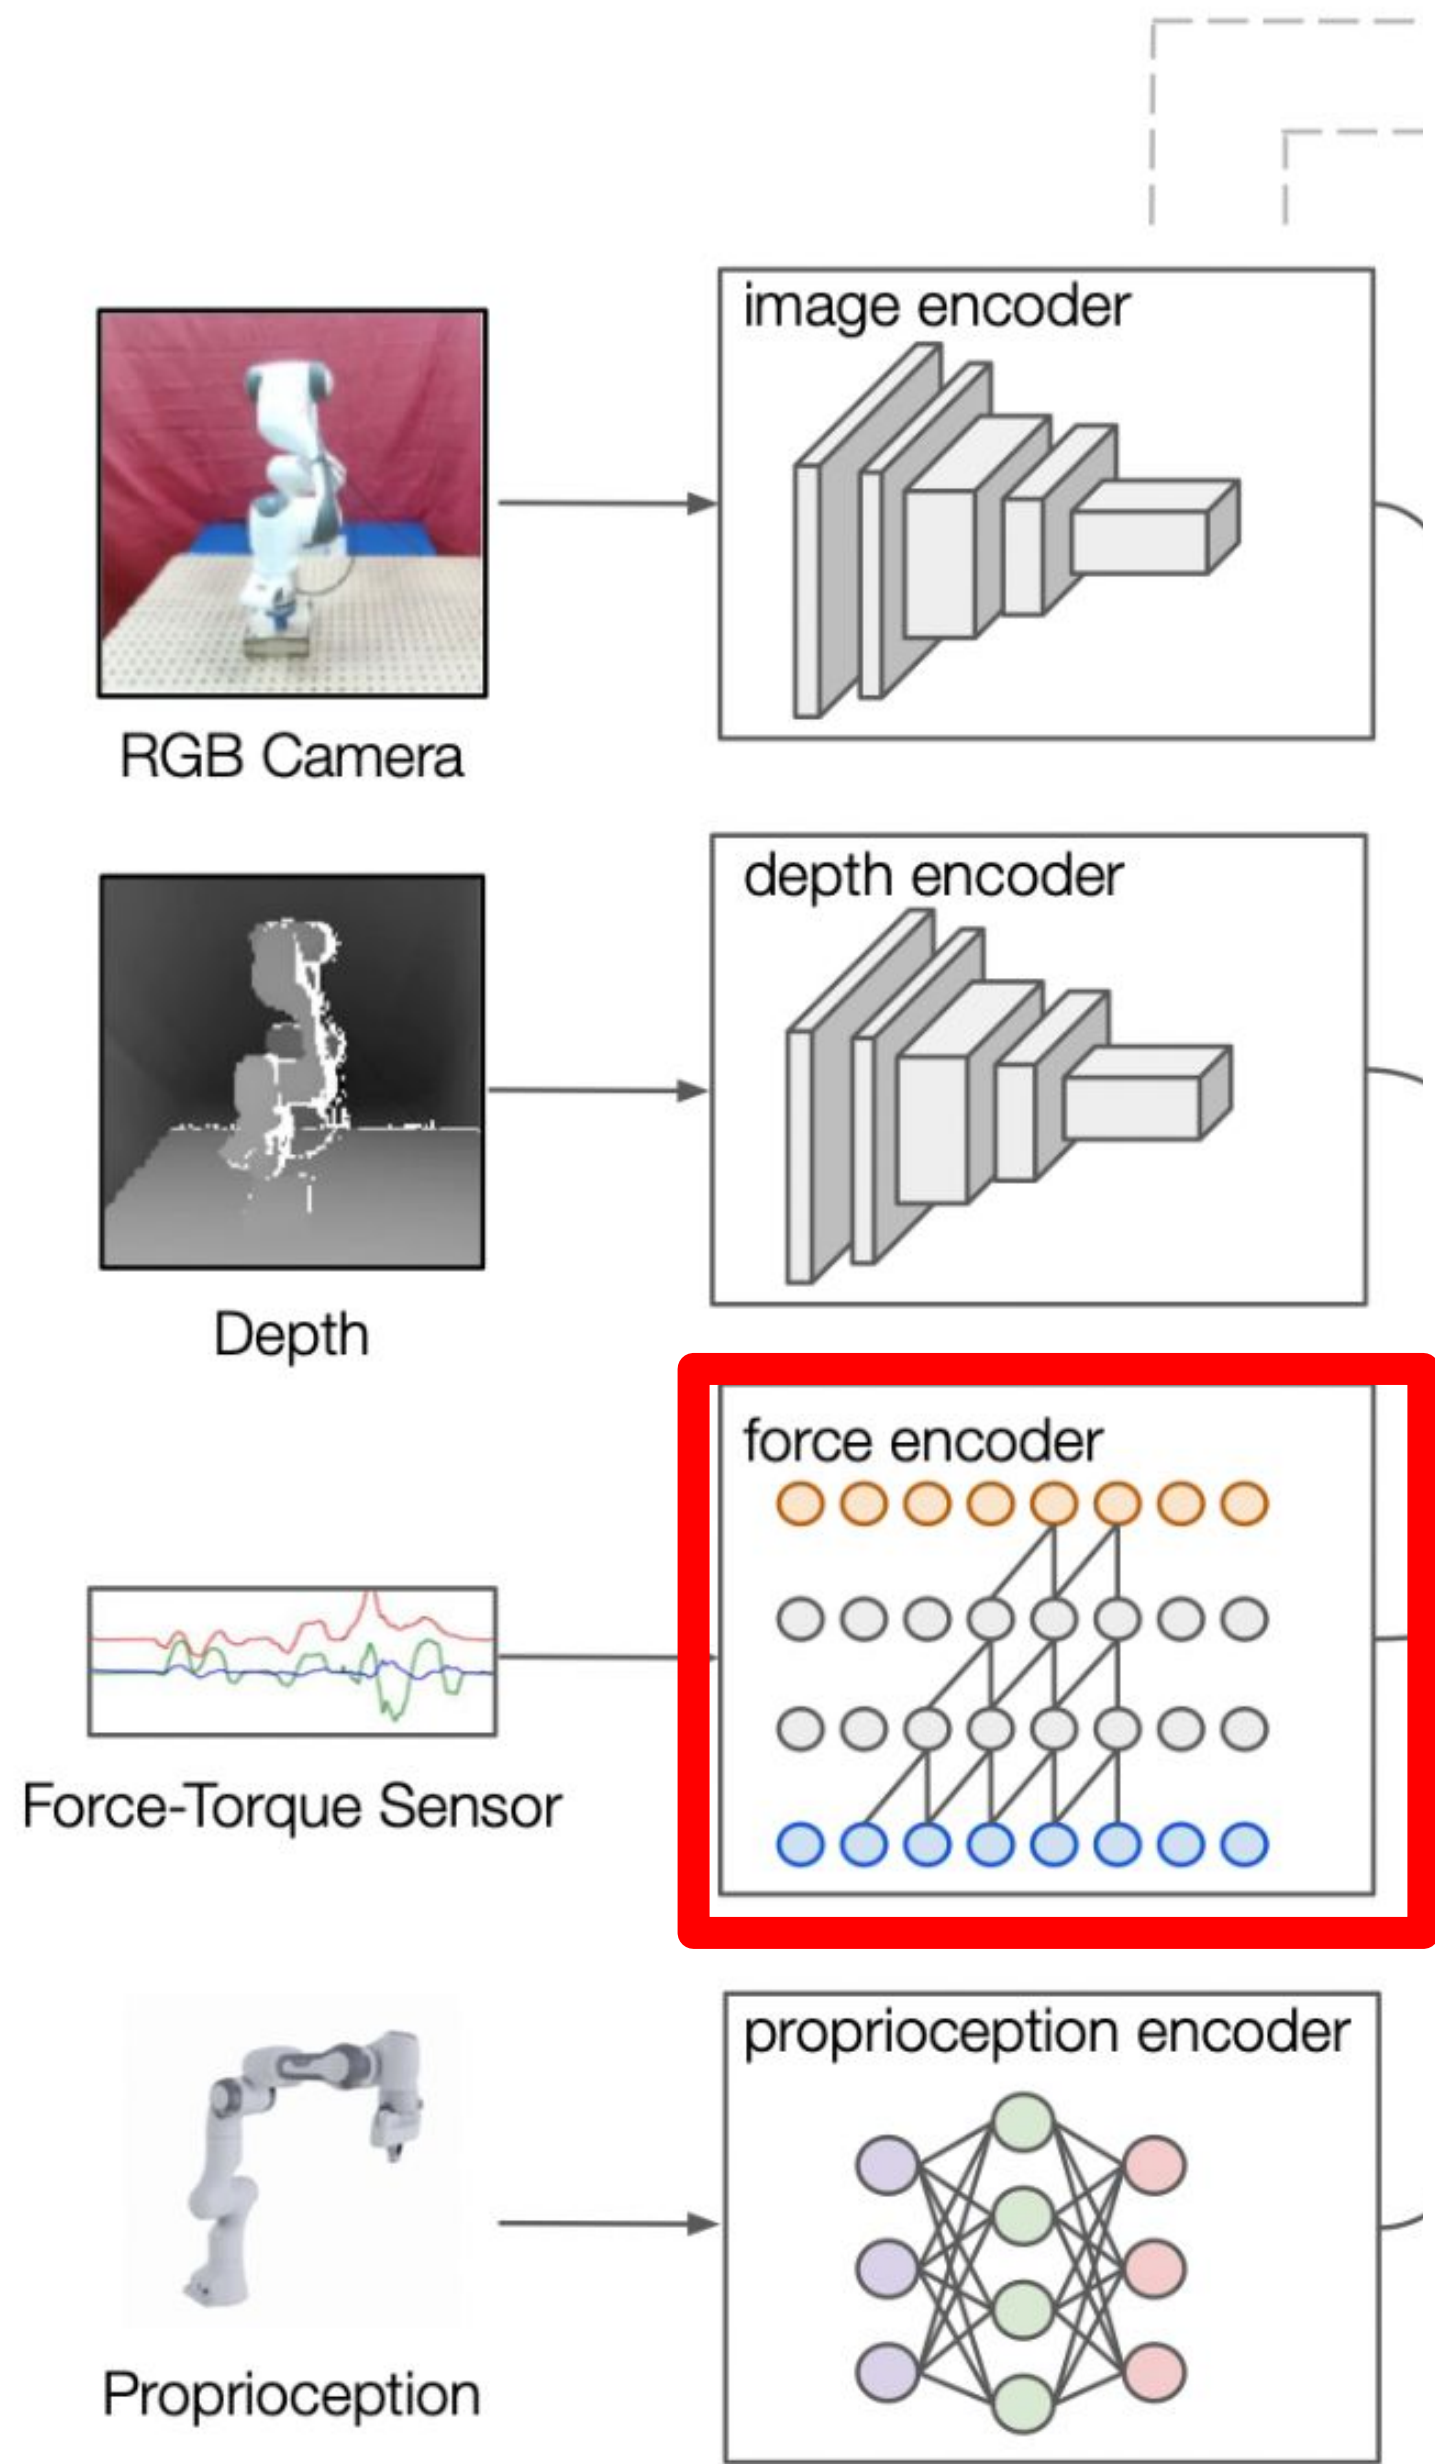 image encoder
RGB Camera
depth encoder
Depth
force encoder
Force-Torque Sensor
proprioception encoder
Proprioception